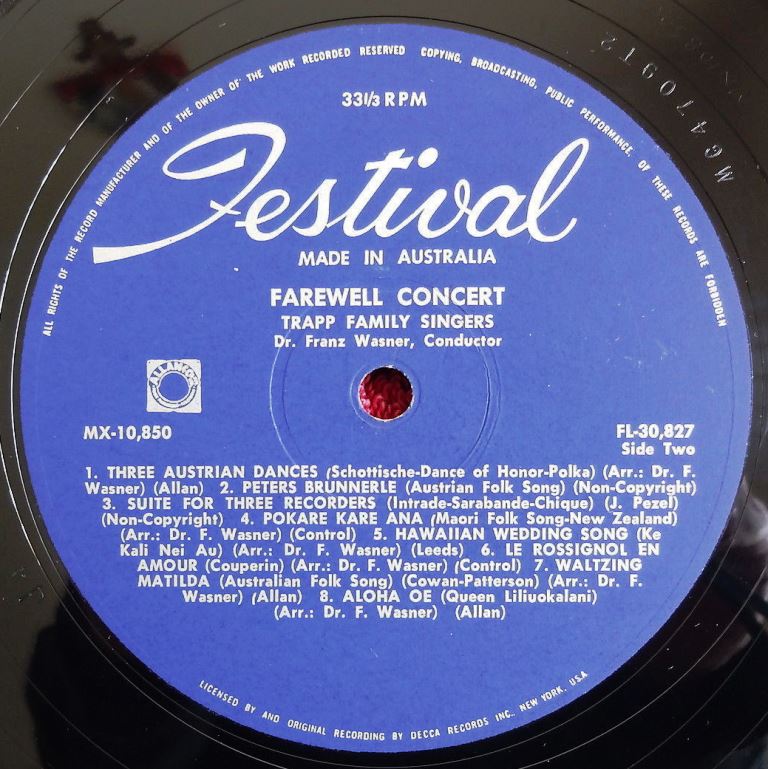 ALL RIGHTS OF THE RECORD MANUFACTURER AND OF THE OWNER OF THE WORK RECORDED RESERVED COPYING, BROADCASTING, PUBLIC PERFORMANCE, OF THESE RECORDS ARE FORBIDDEN
33 1/3 RPM
Festival
MADE IN AUSTRALIA
FAREWELL CONCERT
TRAPP FAMILY SINGERS
Dr. Franz Wasner, Conductor
MX-10,850
FL-30,827
Side Two
1. THREE AUSTRIAN DANCES (Schottische-Dance of Honor-Polka) (Arr.: Dr. F.
Wasner) (Allan) 2. PETERS BRUNNERLE (Austrian Folk Song) (Non-Copyright)
3. SUITE FOR THREE RECORDERS (Intrade-Sarabande-Chique) (J. Pezel)
(Non-Copyright) 4. POKARE KARE ANA (Maori Folk Song-New Zealand)
(Arr.: Dr. F. Wasner) (Control) 5. HAWAIIAN WEDDING SONG (Ke
Kali Nei Au) (Arr.: Dr. F. Wasner) (Leeds) 6. LE ROSSIGNOL EN
AMOUR (Couperin) (Arr.: Dr. F. Wasner) (Control) 7. WALTZING
MATILDA (Australian Folk Song) (Cowan-Patterson) (Arr.: Dr. F.
Wasner) (Allan) 8. ALOHA OE (Queen Liliuokalani)
(Arr.: Dr. F. Wasner) (Allan)
LICENSED BY AND ORIGINAL RECORDING BY DECCA RECORDS INC., NEW YORK, U.S.A